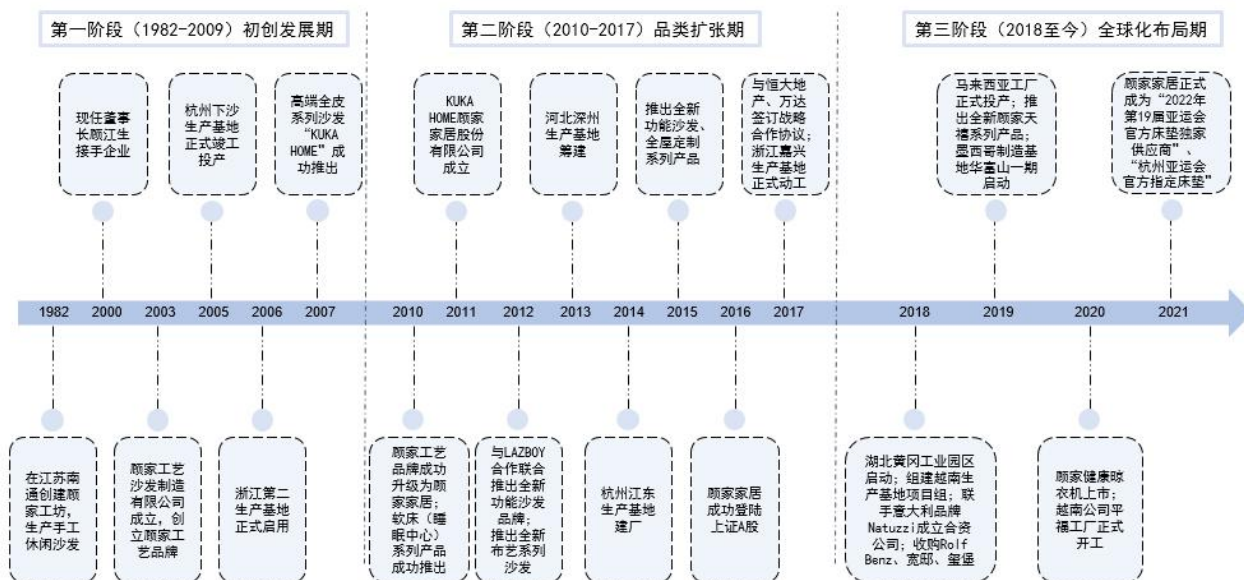 第一阶段（1982-2009）初创发展期
第二阶段（2010-2017）品类扩张期
第三阶段（2018至今）全球化布局期
现任董事
长顾江生
接手企业
杭州下沙
生产基地
正式竣工
投产
高端全皮
系列沙发
“KUKA
HOME”成
功推出
KUKA
HOME顾家
家居股份
有限公司
成立
河北深州
生产基地
筹建
推出全新
功能沙发、
全屋定制
系列产品
与恒大地
产、万达
签订战略
合作协议；
浙江嘉兴
生产基地
正式动工
马来西亚工厂
正式投产；推
出全新顾家天
禧系列产品；
墨西哥制造基
地华富山一期
启动
顾家家居正式
成为“2022年
第19届亚运会
官方床垫独家
供应商”、
“杭州亚运会
官方指定床垫”
1982 2000 2003 2005 2006 2007 2010 2011 2012 2013 2014 2015 2016 2017 2018 2019 2020 2021
在江苏南
通创建顾
家工坊，
生产手工
休闲沙发
顾家工艺
沙发制造
有限公司
成立，创
立顾家工
艺品牌
浙江第二
生产基地
正式启用
顾家工艺
品牌成功
升级为顾
家家居；
软床（睡
眠中心）
系列产品
成功推出
与LAZBOY
合作联合
推出全新
功能沙发
品牌；
推出全新
布艺系列
沙发
杭州江东
生产基地
建厂
顾家家居
成功登陆
上证A股
湖北黄冈工业园区
启动；组建越南生
产基地项目组；联
手意大利品牌
Natuzzi成立合资
公司；收购Rolf
Benz、宽邸、玺堡
顾家健康晾
衣机上市；
越南公司平
福工厂正式
开工